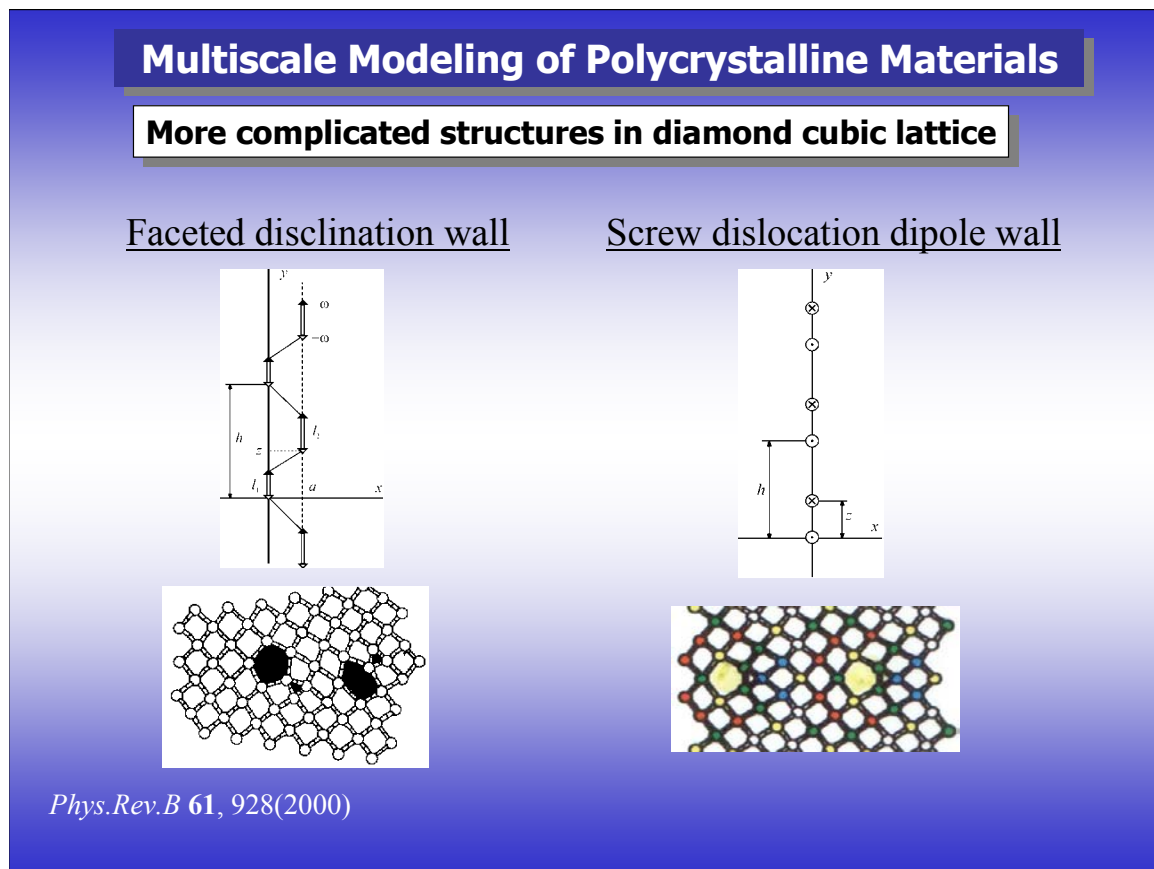 Multiscale Modeling of Polycrystalline Materials
More complicated structures in diamond cubic lattice
Faceted disclination wall
y
ω
−ω
h
l₂
z
l₁
a
x
Screw dislocation dipole wall
y
h
z
x
Phys.Rev.B 61, 928(2000)